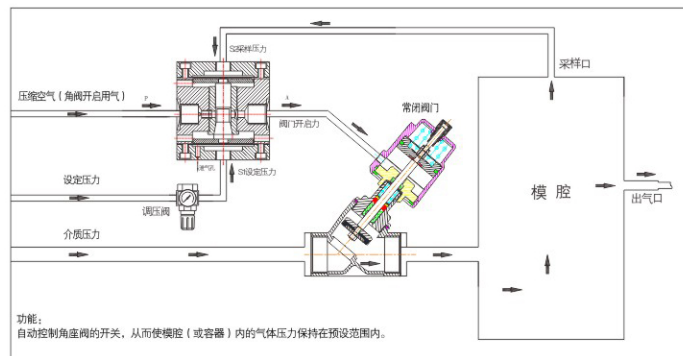 S2采样压力
采样口
压缩空气（角阀开启用气）
P
A
常闭阀门
阀门开启力
排气孔
S1设定压力
设定压力
调压阀
模腔
出气口
介质压力
功能：
自动控制角座阀的开关，从而使模腔（或容器）内的气体压力保持在预设范围内。